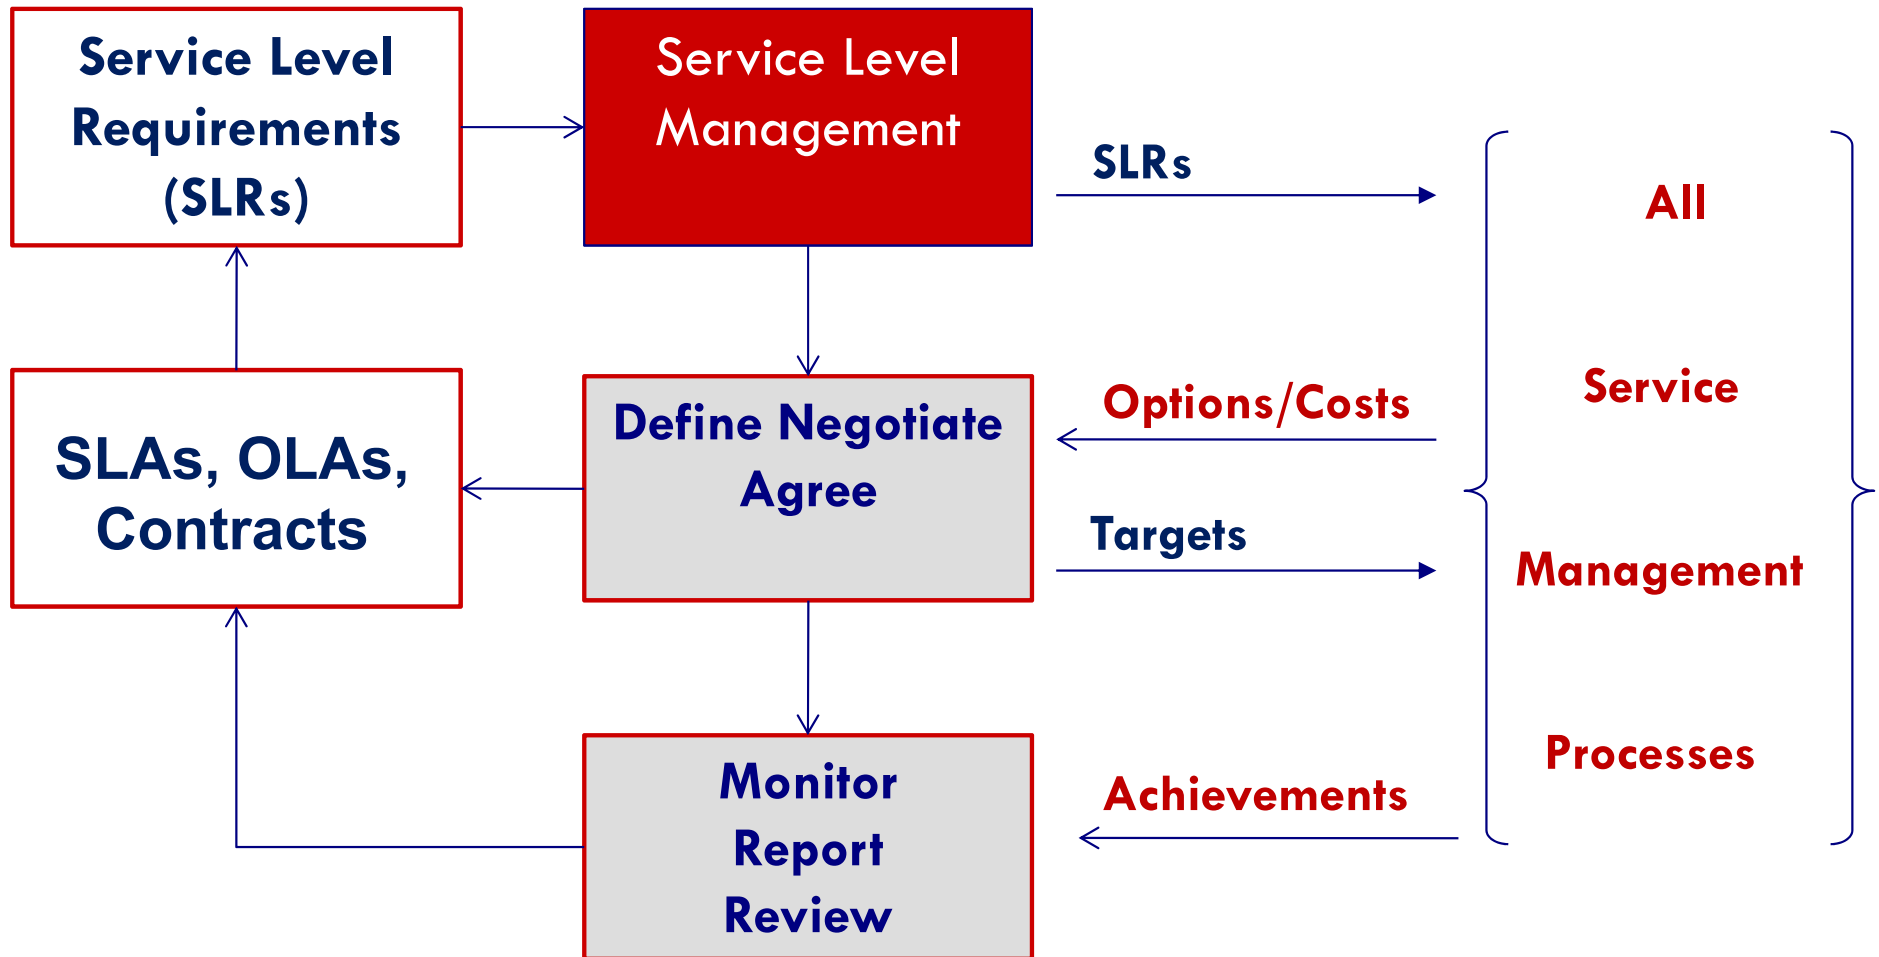 Service Level
Requirements
(SLRs)
Service Level
Management
SLRs
All
Service
Management
Processes
SLAs, OLAs,
Contracts
Define Negotiate
Agree
Options/Costs
Targets
Monitor
Report
Review
Achievements